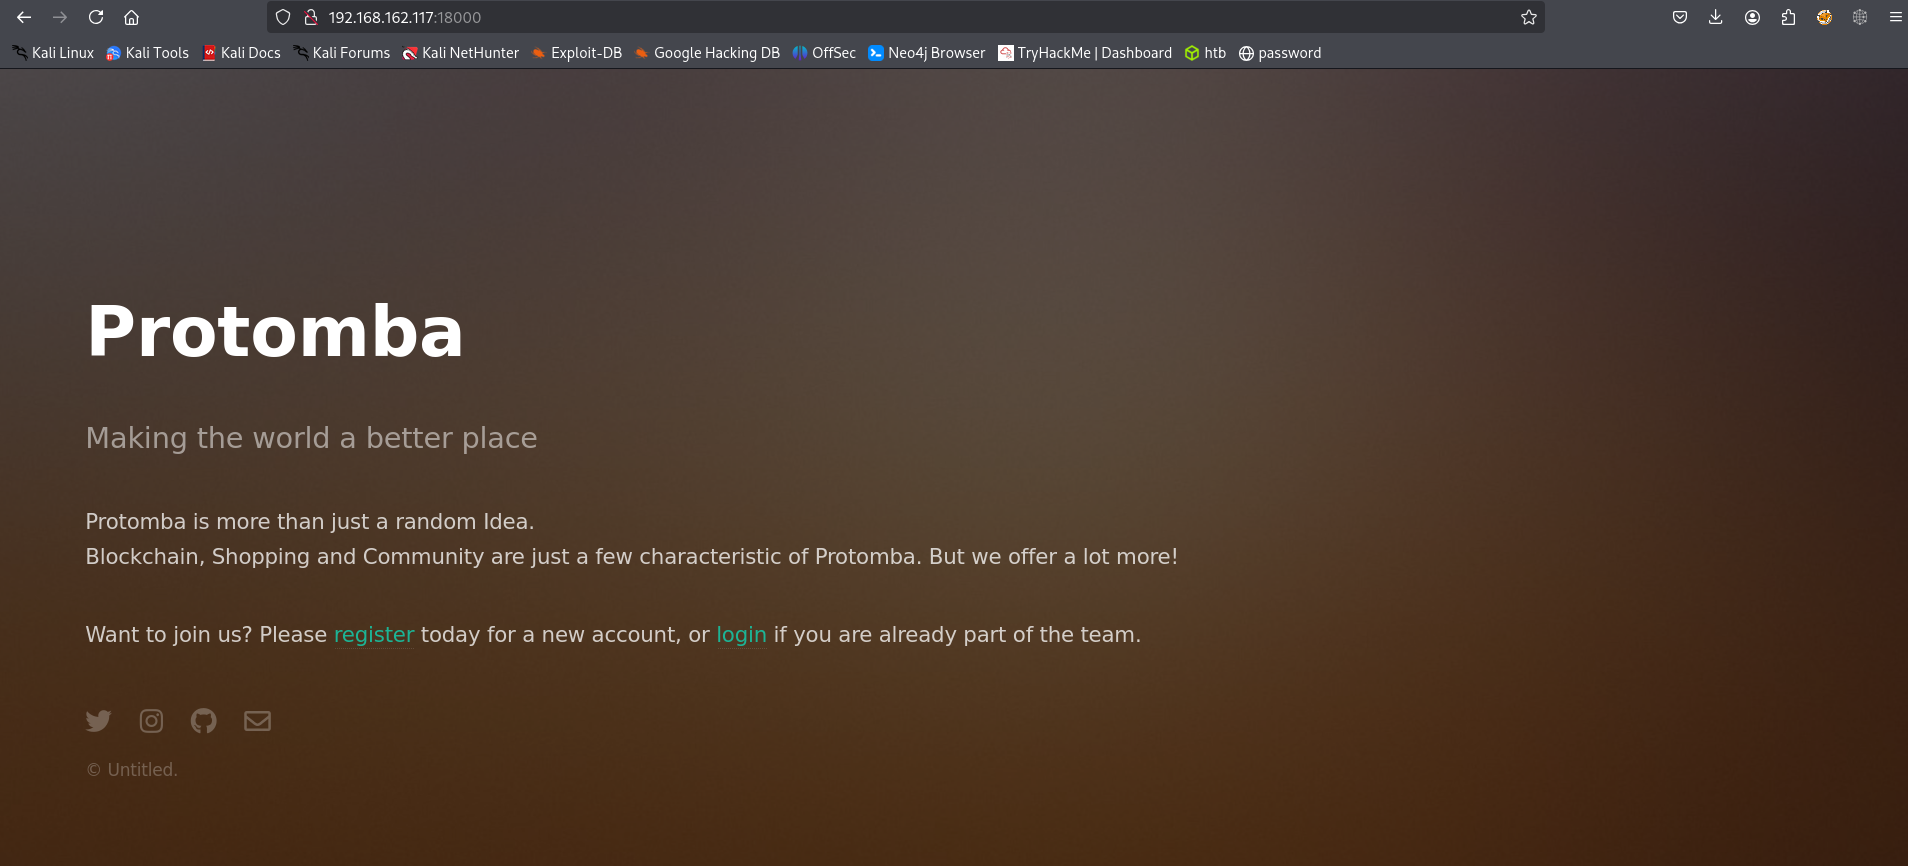 192.168.162.117:18000
Kali Linux Kali Tools Kali Docs Kali Forums Kali NetHunter Exploit-DB Google Hacking DB OffSec Neo4j Browser TryHackMe | Dashboard htb password
Protomba
Making the world a better place
Protomba is more than just a random Idea.
Blockchain, Shopping and Community are just a few characteristic of Protomba. But we offer a lot more!
Want to join us? Please register today for a new account, or login if you are already part of the team.
© Untitled.